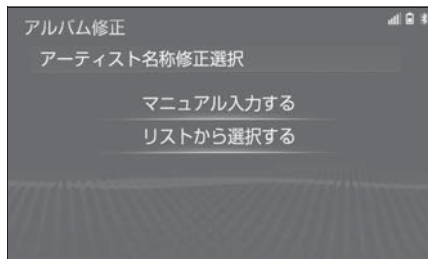 アルバム修正
アーティスト名称修正選択
マニュアル入力する
リストから選択する